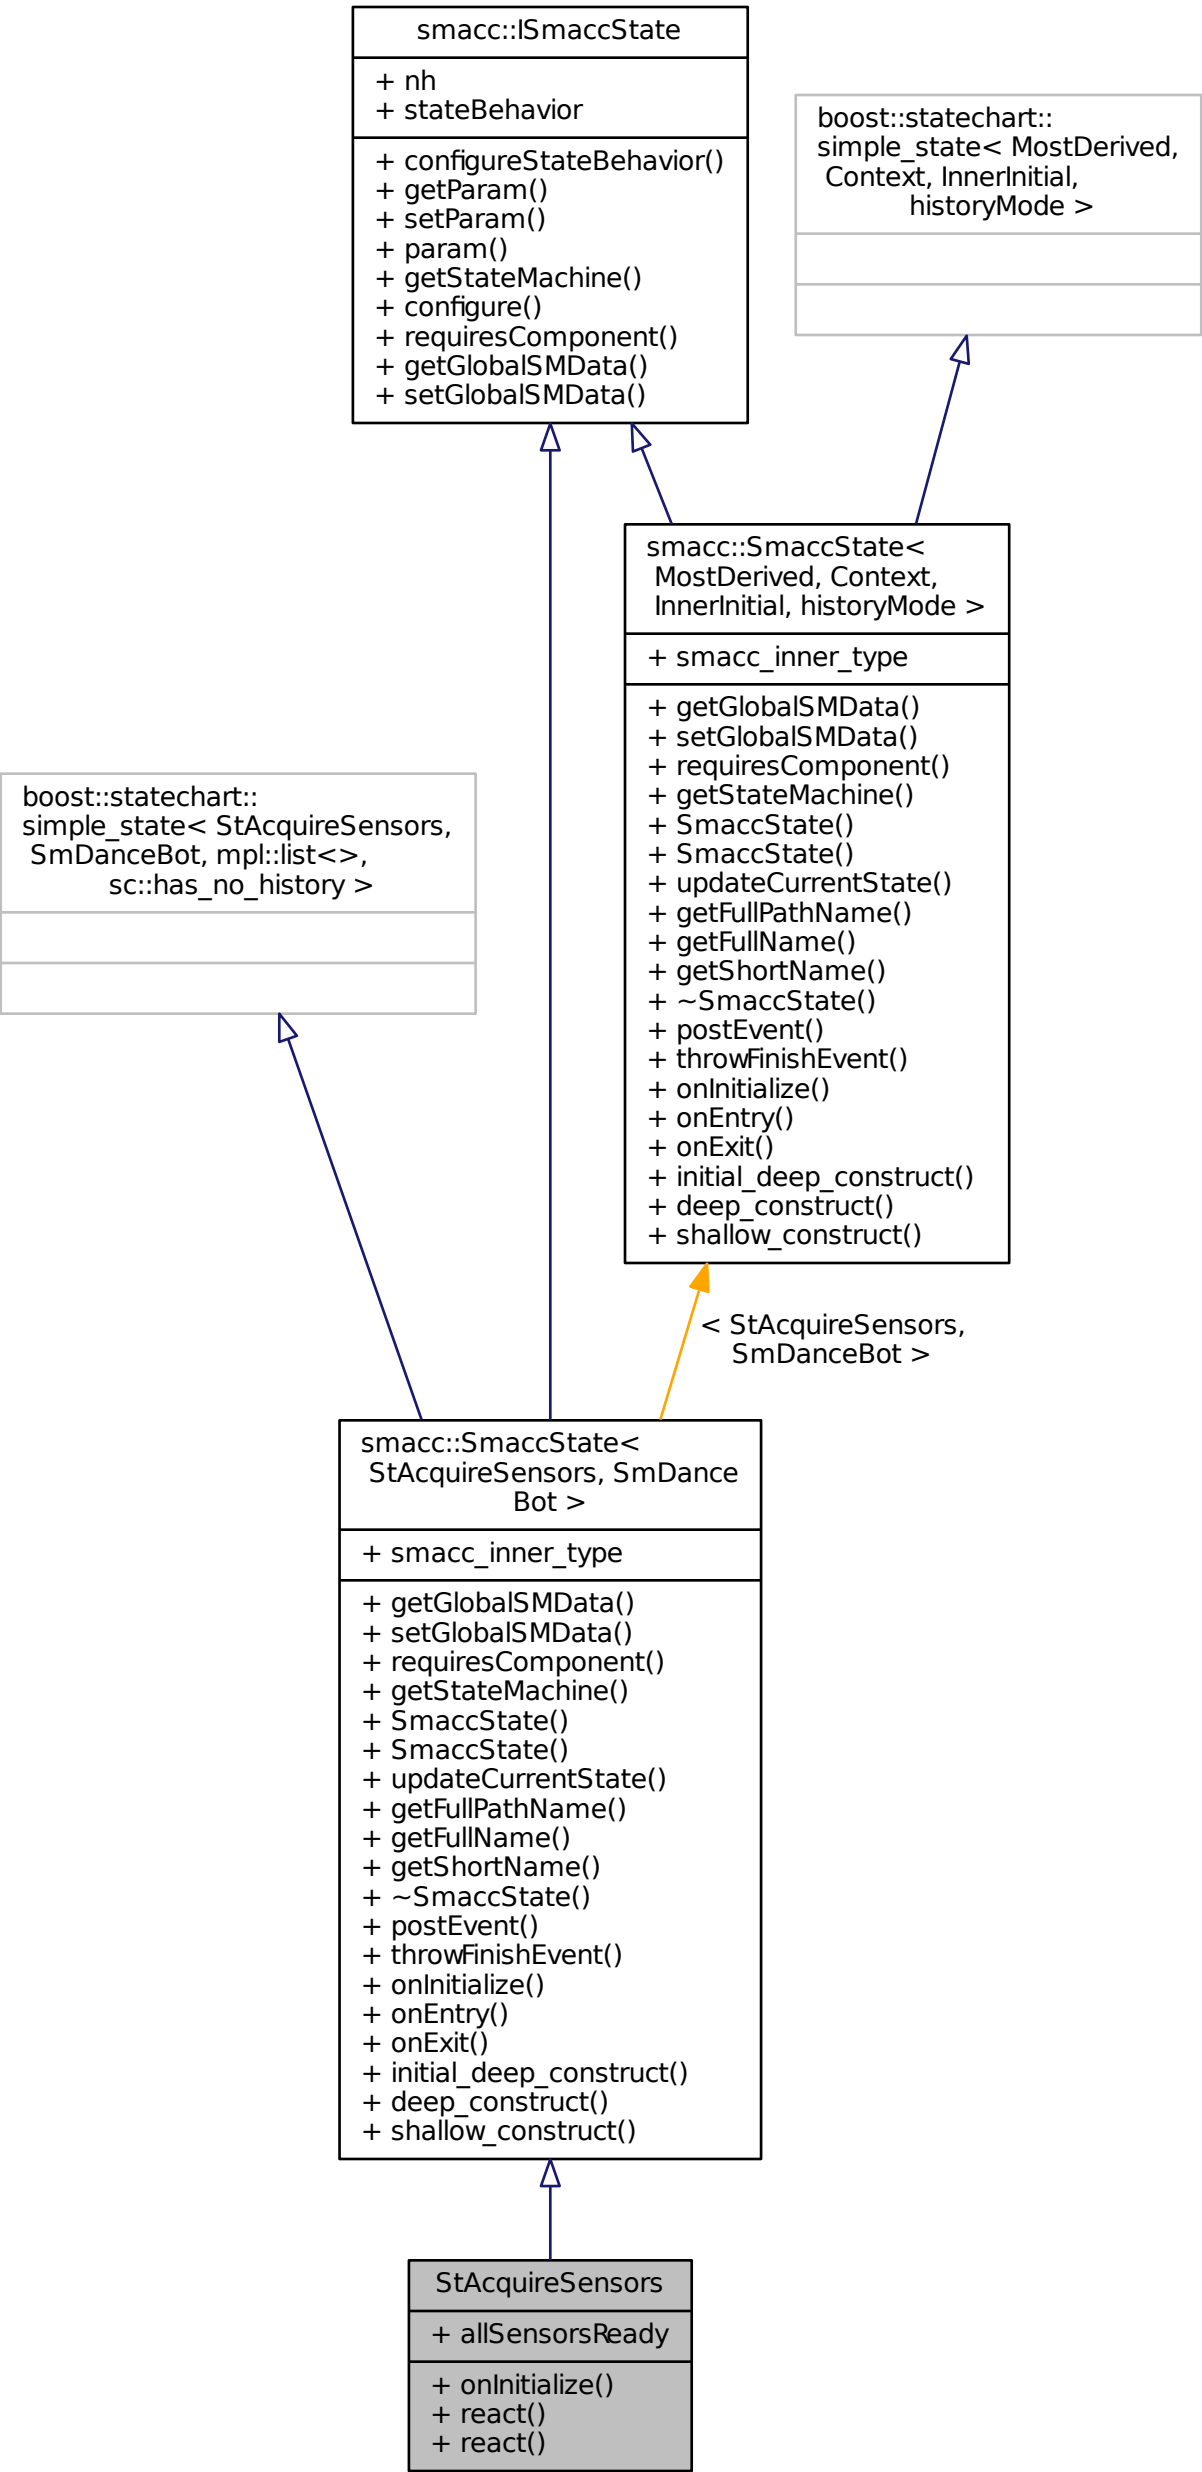 smacc::ISmaccState
+ nh
+ stateBehavior
+ configureStateBehavior()
+ getParam()
+ setParam()
+ param()
+ getStateMachine()
+ configure()
+ requiresComponent()
+ getGlobalSMData()
+ setGlobalSMData()
boost::statechart::
simple_state< MostDerived,
Context, InnerInitial,
historyMode >
smacc::SmaccState<
MostDerived, Context,
InnerInitial, historyMode >
+ smacc_inner_type
+ getGlobalSMData()
+ setGlobalSMData()
+ requiresComponent()
+ getStateMachine()
+ SmaccState()
+ SmaccState()
+ updateCurrentState()
+ getFullPathName()
+ getFullName()
+ getShortName()
+ ~SmaccState()
+ postEvent()
+ throwFinishEvent()
+ onInitialize()
+ onEntry()
+ onExit()
+ initial_deep_construct()
+ deep_construct()
+ shallow_construct()
boost::statechart::
simple_state< StAcquireSensors,
SmDanceBot, mpl::list<>,
sc::has_no_history >
< StAcquireSensors,
SmDanceBot >
smacc::SmaccState<
StAcquireSensors, SmDance
Bot >
+ smacc_inner_type
+ getGlobalSMData()
+ setGlobalSMData()
+ requiresComponent()
+ getStateMachine()
+ SmaccState()
+ SmaccState()
+ updateCurrentState()
+ getFullPathName()
+ getFullName()
+ getShortName()
+ ~SmaccState()
+ postEvent()
+ throwFinishEvent()
+ onInitialize()
+ onEntry()
+ onExit()
+ initial_deep_construct()
+ deep_construct()
+ shallow_construct()
StAcquireSensors
+ allSensorsReady
+ onInitialize()
+ react()
+ react()